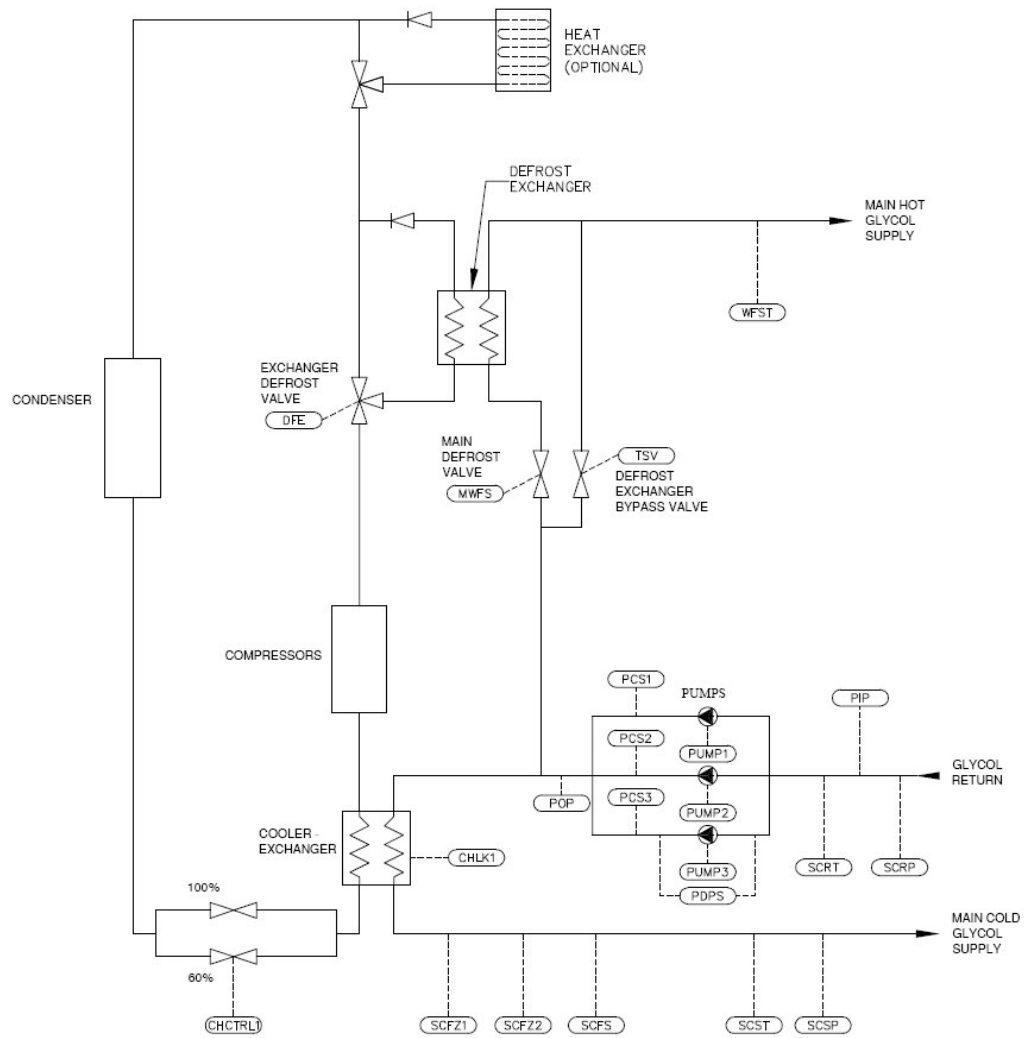 HEAT
EXCHANGER
(OPTIONAL)
DEFROST
EXCHANGER
MAIN HOT
GLYCOL
SUPPLY
WFST
EXCHANGER
DEFROST
VALVE
DFE
CONDENSER
MAIN
DEFROST
VALVE
MWFS
TSV
DEFROST
EXCHANGER
BYPASS VALVE
COMPRESSORS
PCS1
PUMPS
PIP
PCS2
PUMP1
GLYCOL
RETURN
POP
PCS3
PUMP2
COOLER -
EXCHANGER
CHLK1
PUMP3
SCRT
SCRP
PDPS
100%
MAIN COLD
GLYCOL
SUPPLY
60%
CHCTRL1
SCFZ1
SCFZ2
SCFS
SCST
SCSP